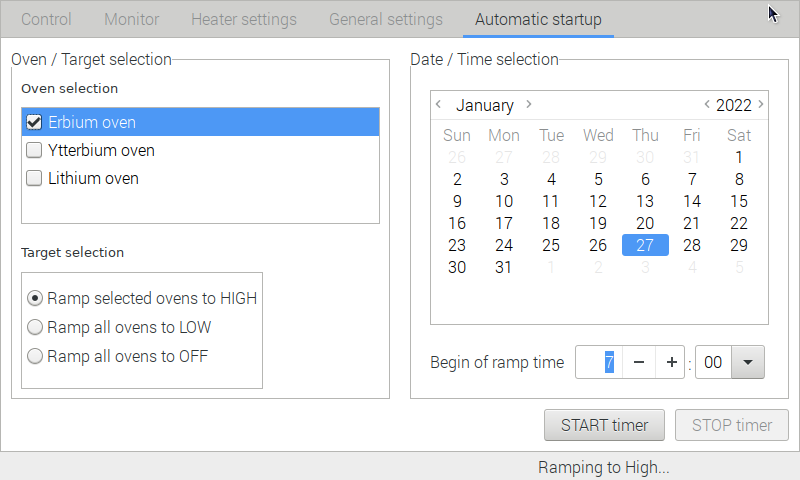 Control Monitor Heater settings General settings Automatic startup
Oven / Target selection
Oven selection
Erbium oven
Ytterbium oven
Lithium oven
Target selection
Ramp selected ovens to HIGH
Ramp all ovens to LOW
Ramp all ovens to OFF
Date / Time selection
January 2022
Sun Mon Tue Wed Thu Fri Sat
26 27 28 29 30 31 1
2 3 4 5 6 7 8
9 10 11 12 13 14 15
16 17 18 19 20 21 22
23 24 25 26 27 28 29
30 31 1 2 3 4 5
Begin of ramp time 7 : 00
START timer STOP timer
Ramping to High...